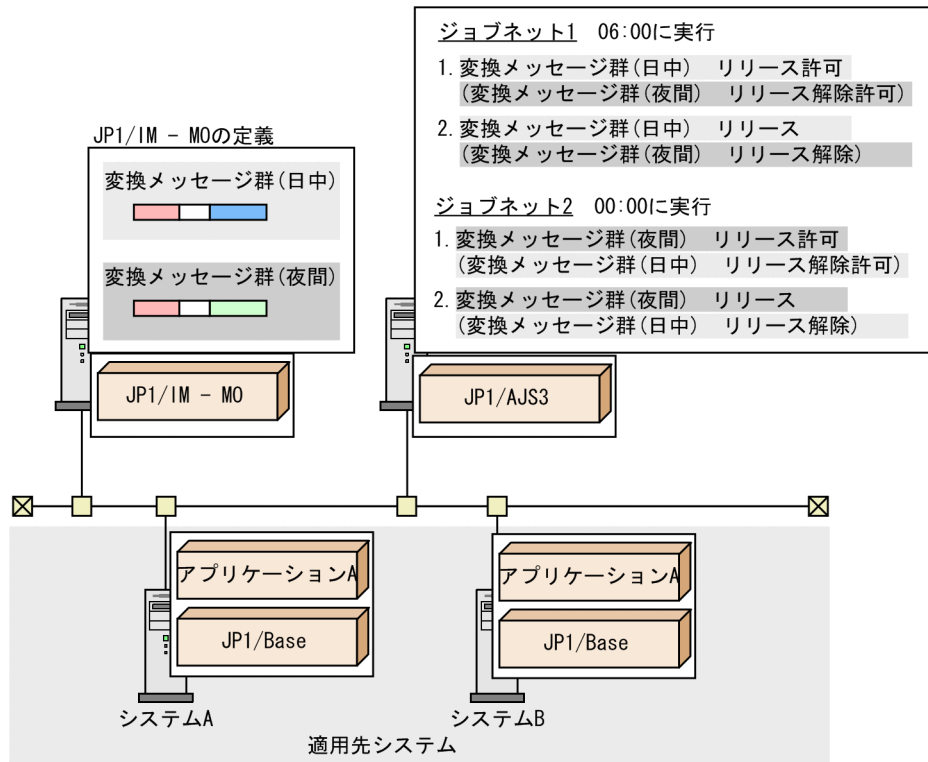 ジョブネット1　06:00に実行
1. 変換メッセージ群(日中)　リリース許可
(変換メッセージ群(夜間)　リリース解除許可)
2. 変換メッセージ群(日中)　リリース
(変換メッセージ群(夜間)　リリース解除)
ジョブネット2　00:00に実行
1. 変換メッセージ群(夜間)　リリース許可
(変換メッセージ群(日中)　リリース解除許可)
2. 変換メッセージ群(夜間)　リリース
(変換メッセージ群(日中)　リリース解除)
JP1/IM － MOの定義
変換メッセージ群(日中)
変換メッセージ群(夜間)
JP1/IM － MO
JP1/AJS3
アプリケーションA
JP1/Base
システムA
アプリケーションA
JP1/Base
システムB
適用先システム